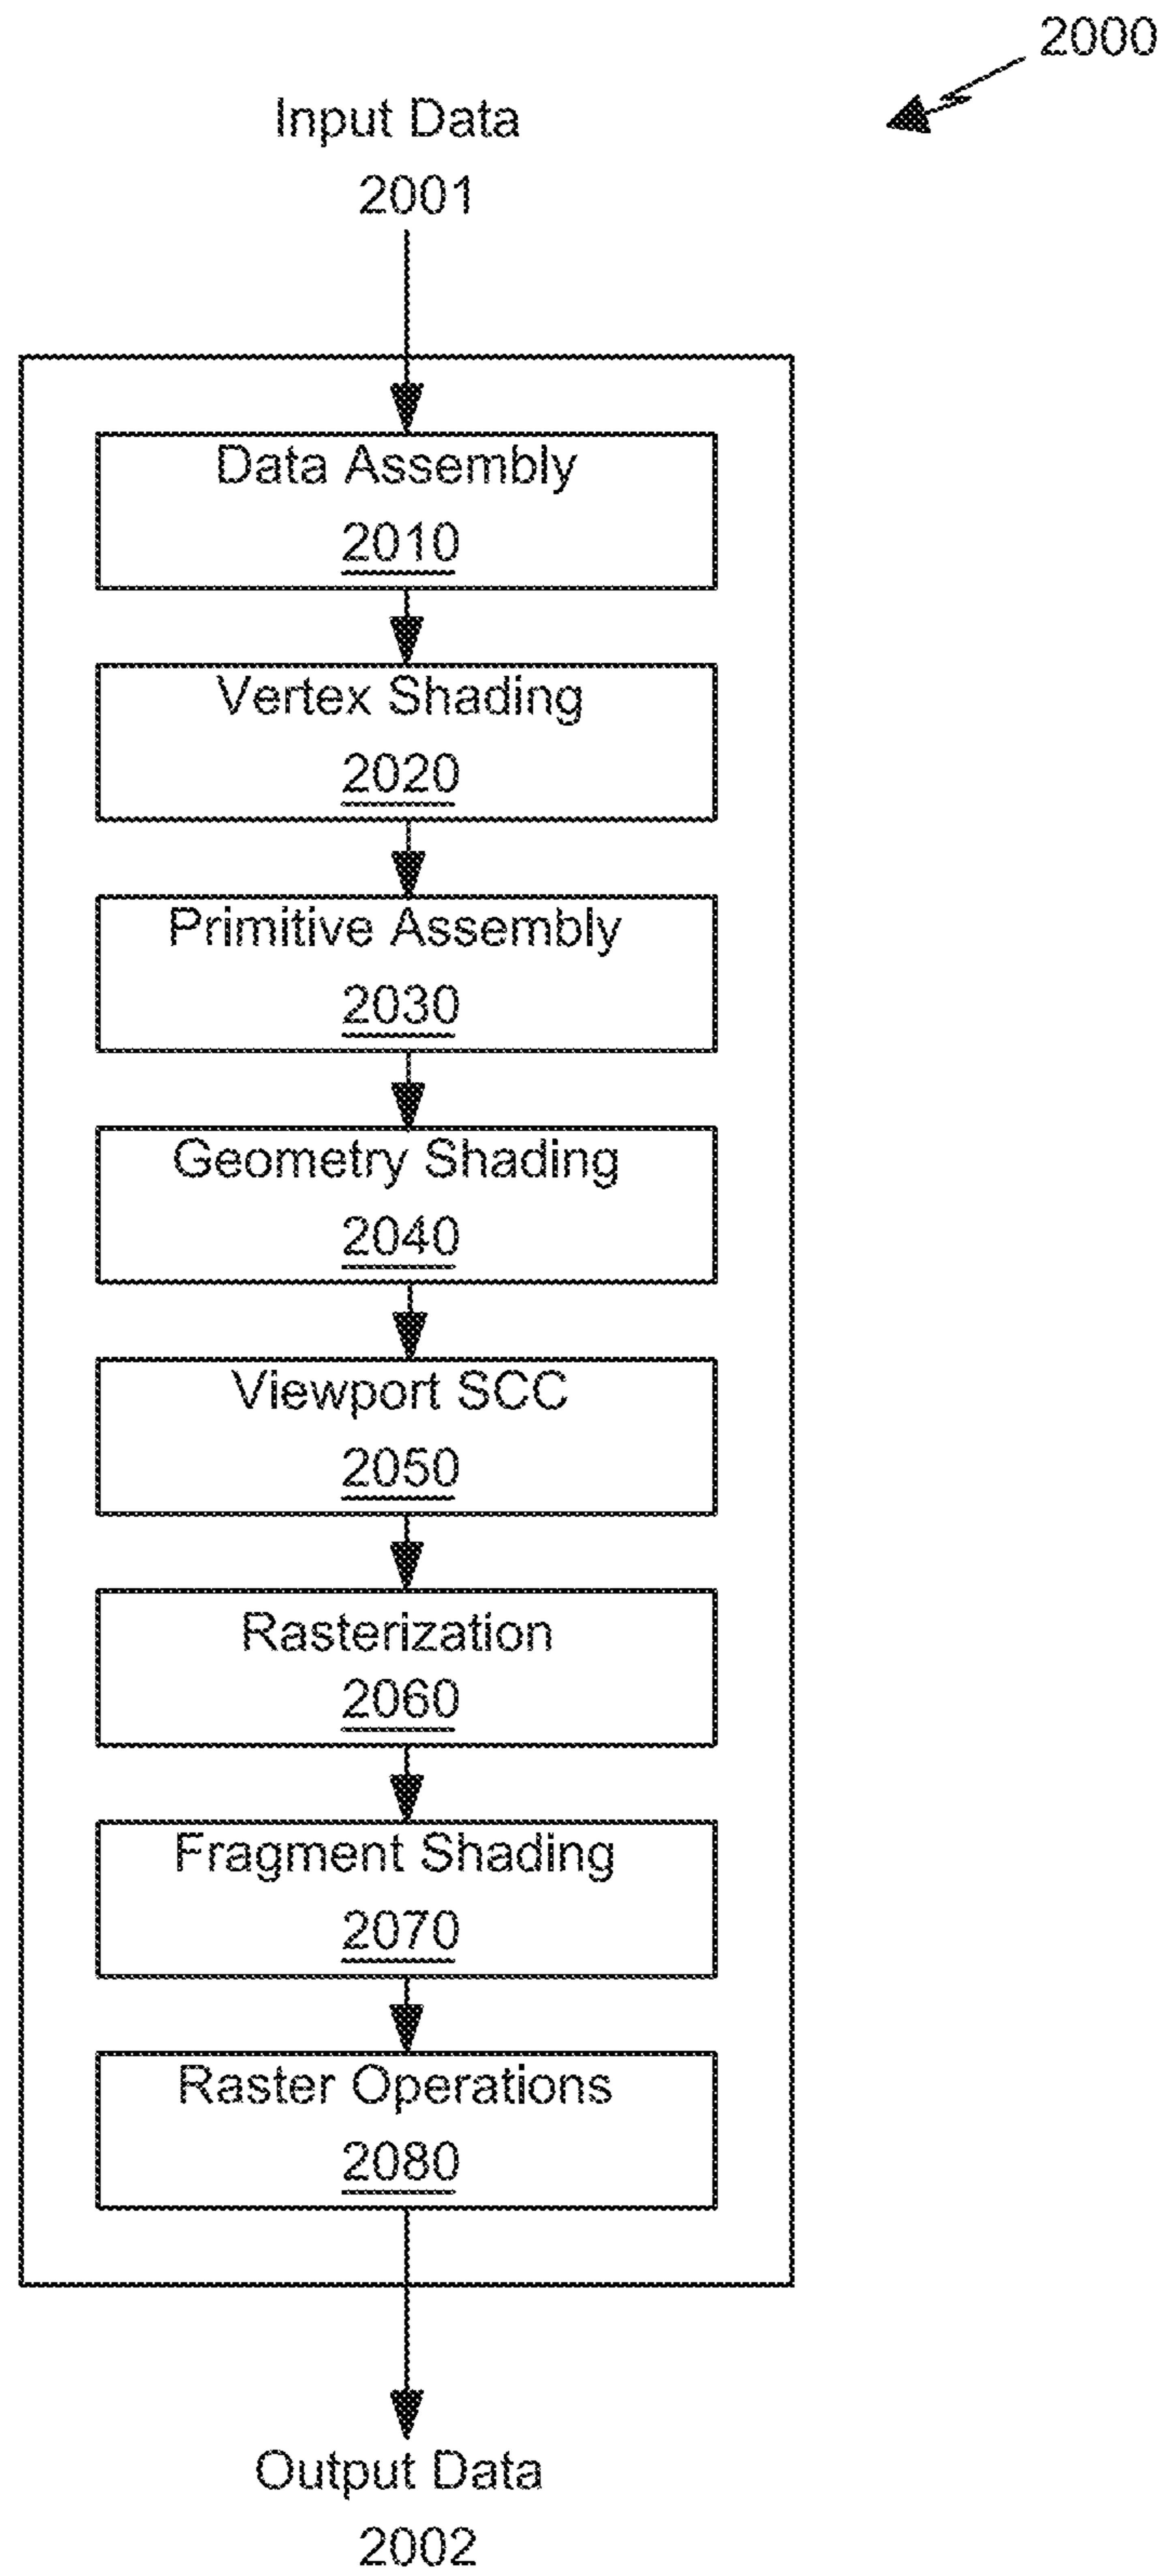 2000
Input Data
2001
Data Assembly
2010
Vertex Shading
2020
Primitive Assembly
2030
Geometry Shading
2040
Viewport SCC
2050
Rasterization
2060
Fragment Shading
2070
Raster Operations
2080
Output Data
2002